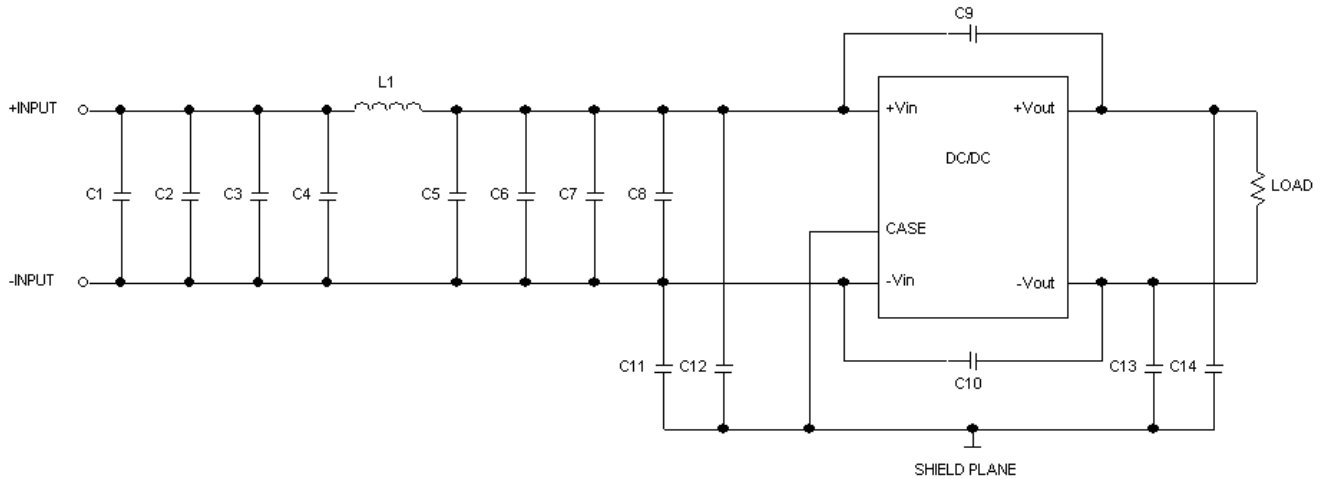 C9
L1
+INPUT
+Vin
+Vout
DC/DC
C1
C2
C3
C4
C5
C6
C7
C8
LOAD
CASE
-INPUT
-Vin
-Vout
C11
C12
C10
C13
C14
SHIELD PLANE